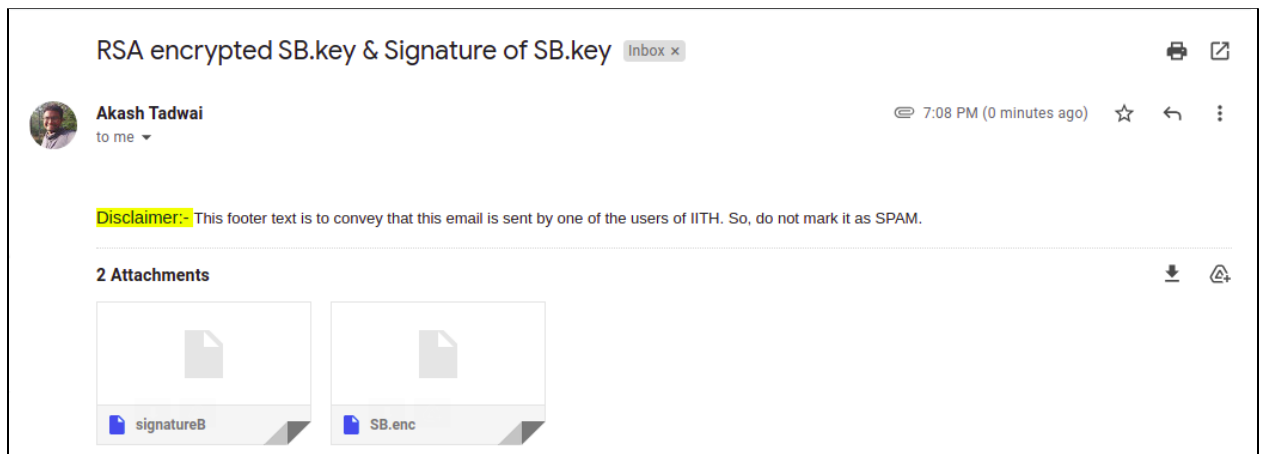 RSA encrypted SB.key & Signature of SB.key Inbox ×
Akash Tadwai 7:08 PM (0 minutes ago)
to me
Disclaimer:- This footer text is to convey that this email is sent by one of the users of IITH. So, do not mark it as SPAM.
2 Attachments
signatureB SB.enc